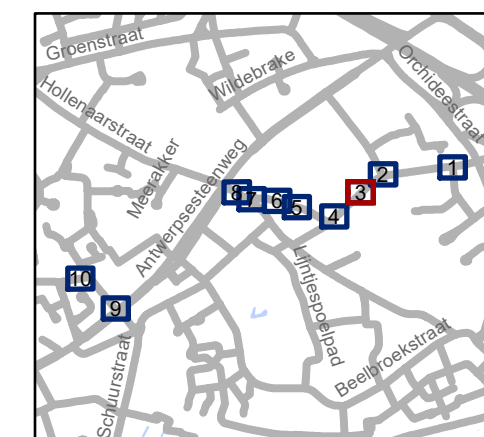 Groenstraat
Wildebrake
Orchideestraat
Hollenaarstraat
Meerakker
Antwerpsesteenweg
1
2
3
8
7
6
5
4
Lijntjespoelpad
10
9
Schuurstraat
Beelbroekstraat